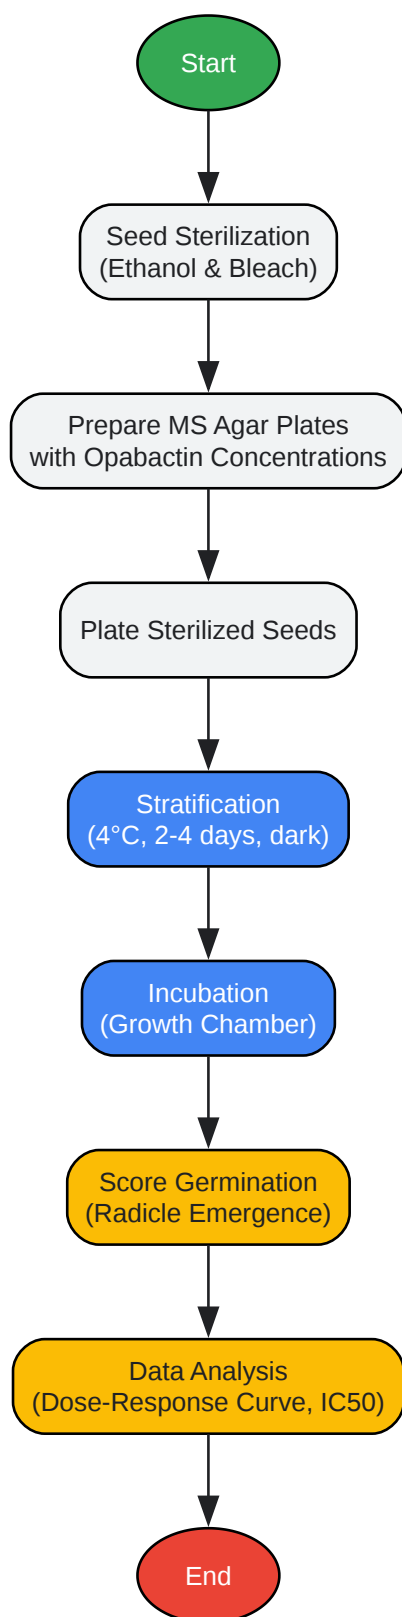 Start
Seed Sterilization
(Ethanol & Bleach)
Prepare MS Agar Plates
with Opabactin Concentrations
Plate Sterilized Seeds
Stratification
(4°C, 2-4 days, dark)
Incubation
(Growth Chamber)
Score Germination
(Radicle Emergence)
Data Analysis
(Dose-Response Curve, IC50)
End